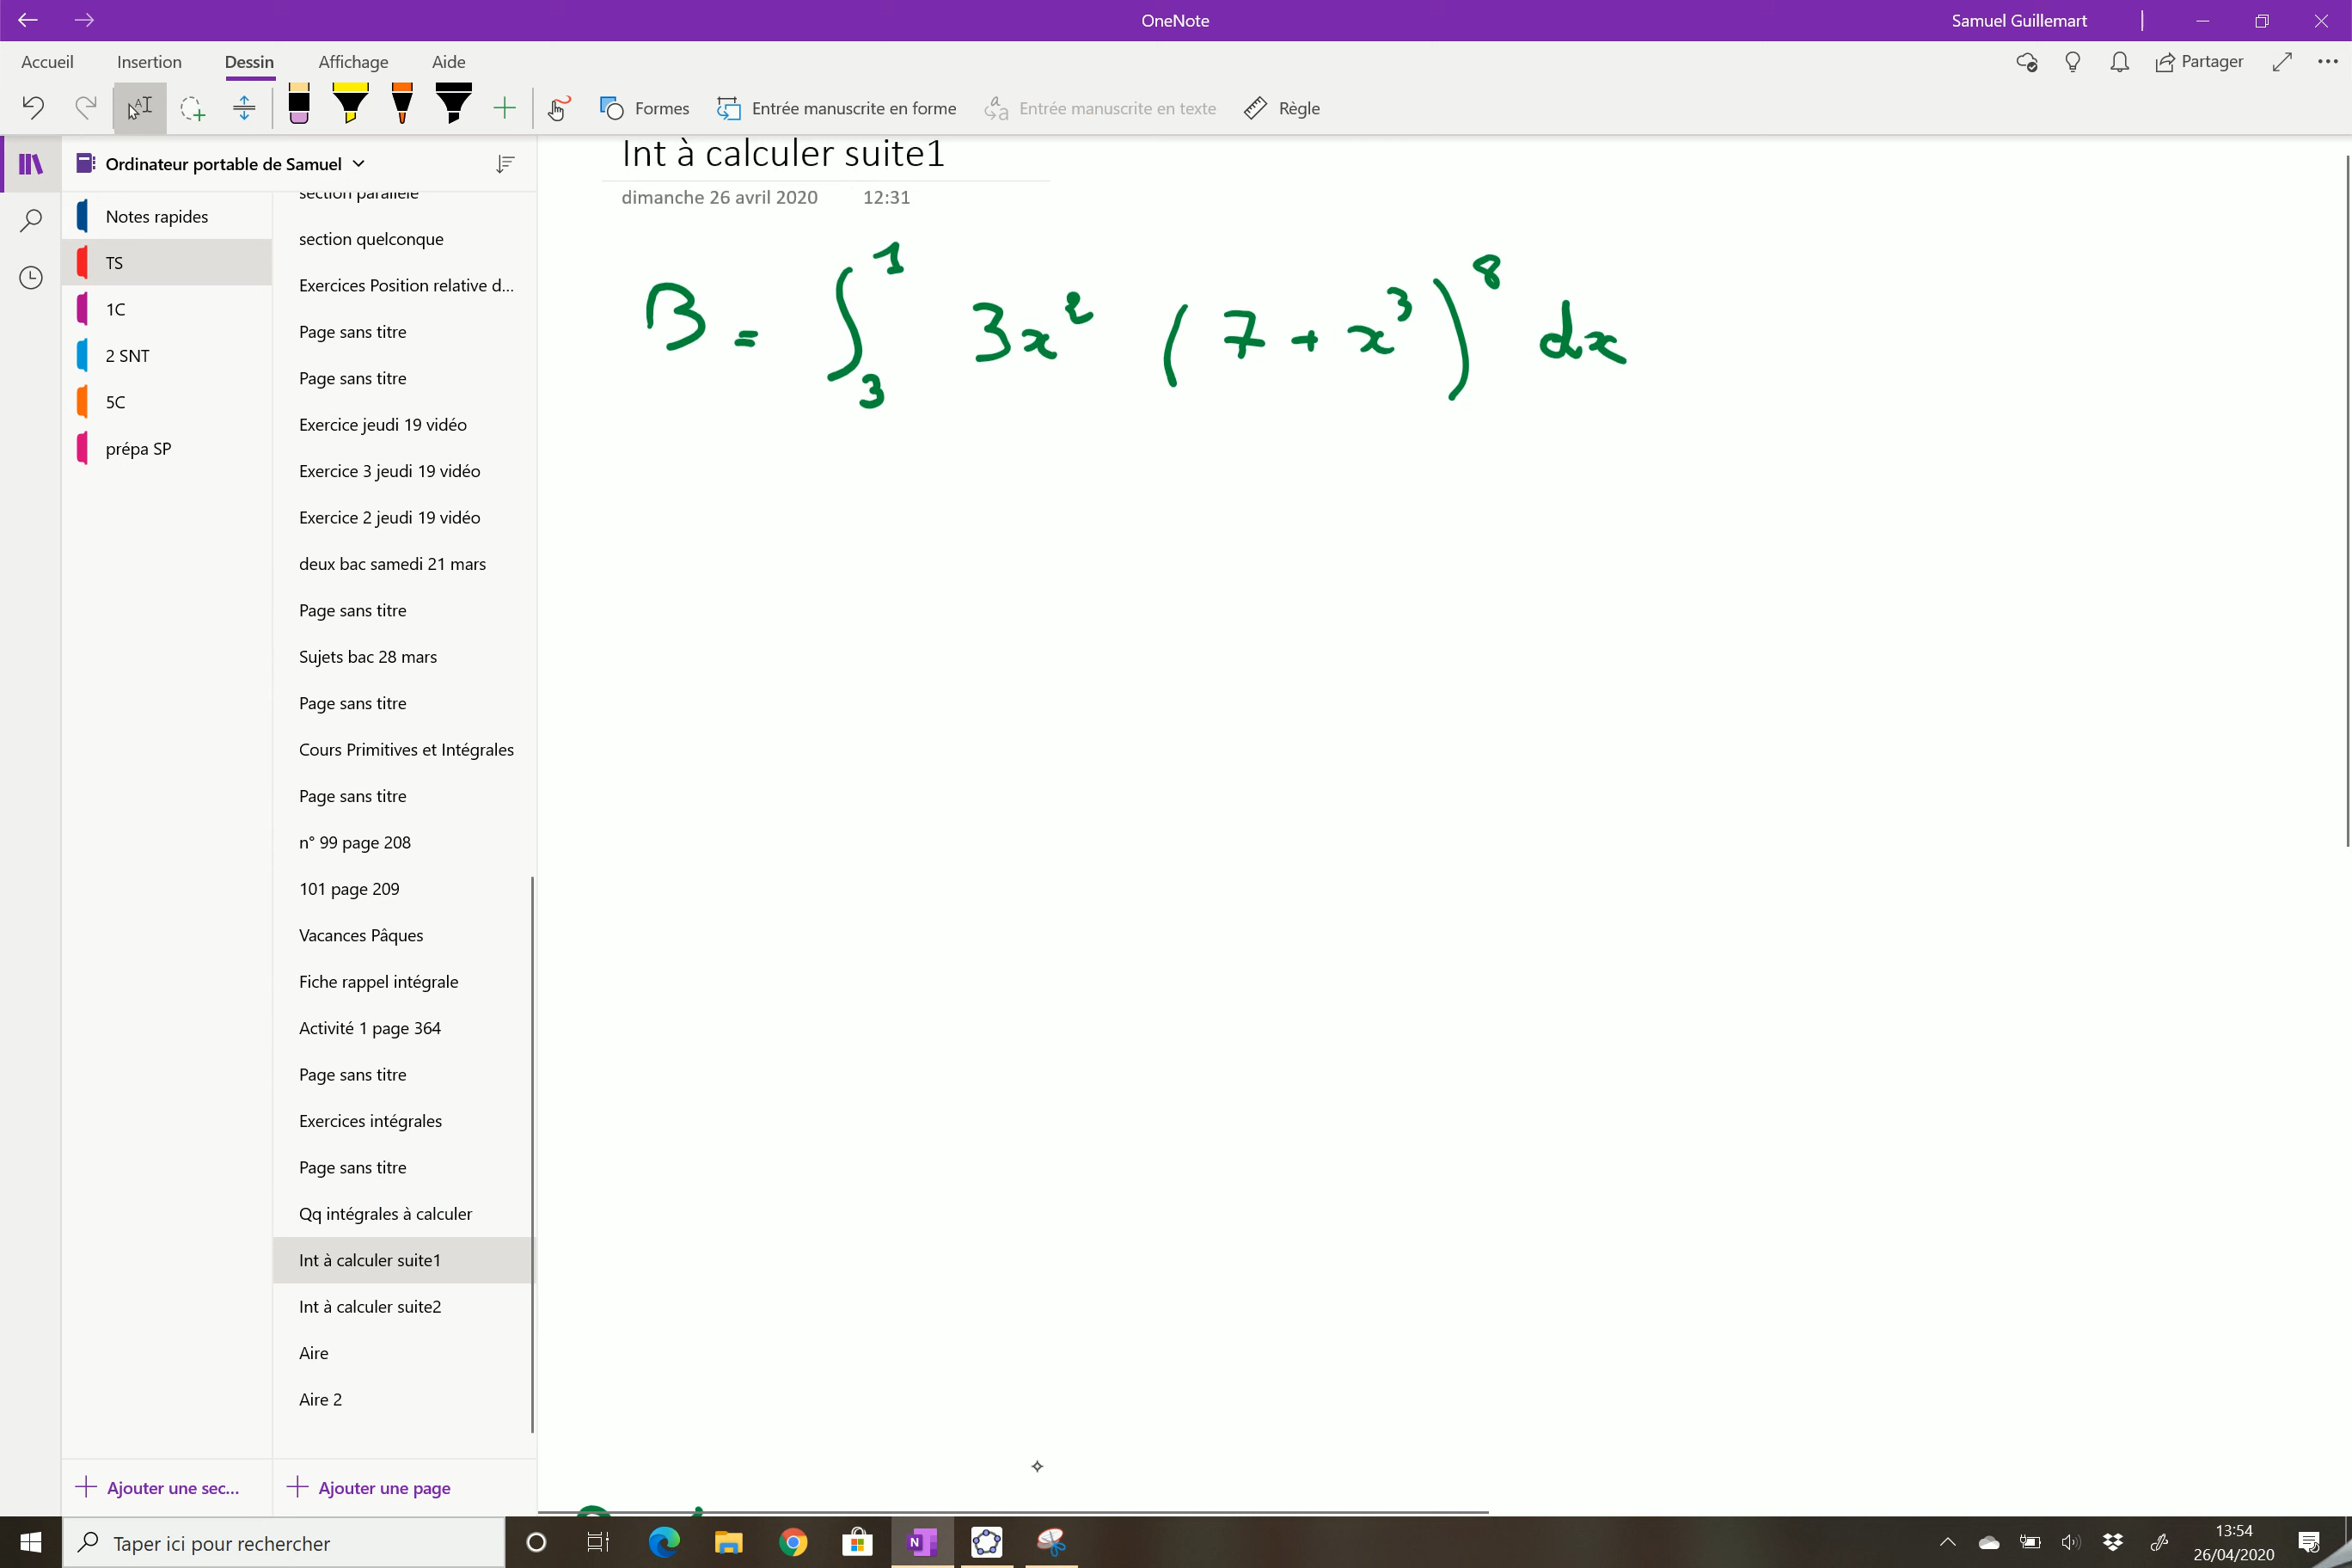 OneNote
Samuel Guillemart
Accueil Insertion Dessin Affichage Aide
Partager
Formes Entrée manuscrite en forme Entrée manuscrite en texte Règle
Ordinateur portable de Samuel
Notes rapides
TS
1C
2 SNT
5C
prépa SP
Ajouter une sec...
section parallèle
section quelconque
Exercices Position relative d...
Page sans titre
Page sans titre
Exercice jeudi 19 vidéo
Exercice 3 jeudi 19 vidéo
Exercice 2 jeudi 19 vidéo
deux bac samedi 21 mars
Page sans titre
Sujets bac 28 mars
Page sans titre
Cours Primitives et Intégrales
Page sans titre
n° 99 page 208
101 page 209
Vacances Pâques
Fiche rappel intégrale
Activité 1 page 364
Page sans titre
Exercices intégrales
Page sans titre
Qq intégrales à calculer
Int à calculer suite1
Int à calculer suite2
Aire
Aire 2
Ajouter une page
Int à calculer suite1
dimanche 26 avril 2020 12:31
B = ∫₃¹ 3x² (7 + x³)⁸ dx
Taper ici pour rechercher
13:54
26/04/2020